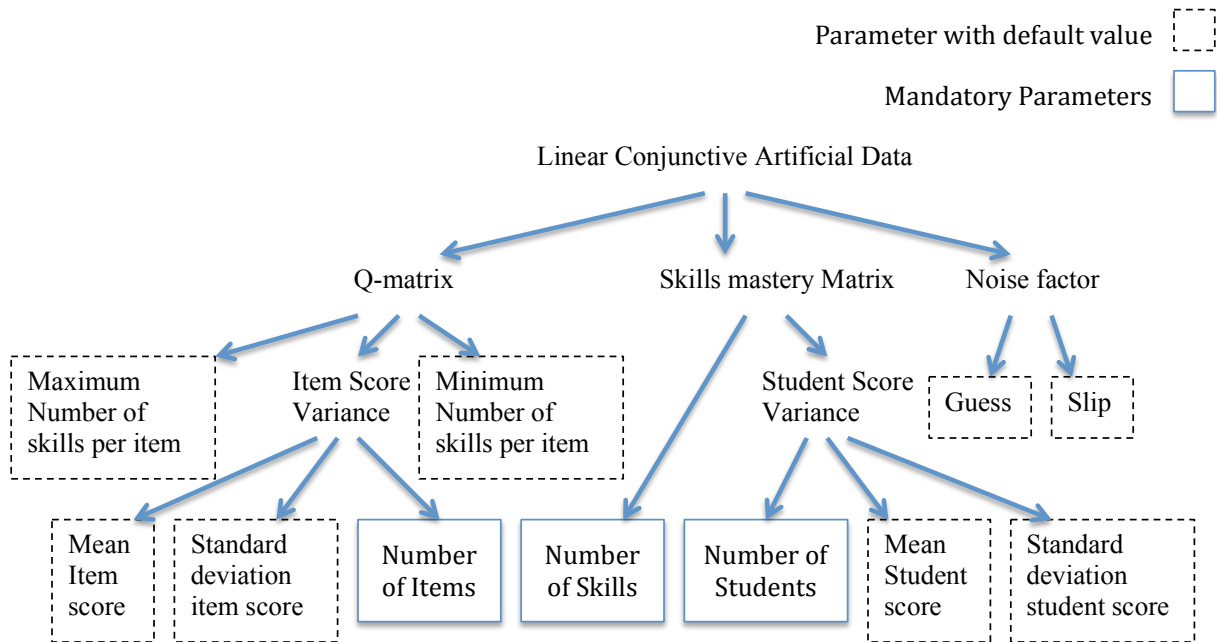 Parameter with default value
Mandatory Parameters
Linear Conjunctive Artificial Data
Q-matrix
Skills mastery Matrix
Noise factor
Maximum
Number of
skills per item
Item Score
Variance
Minimum
Number of
skills per item
Student Score
Variance
Guess
Slip
Mean
Item
score
Standard
deviation
item score
Number
of Items
Number
of Skills
Number of
Students
Mean
Student
score
Standard
deviation
student score